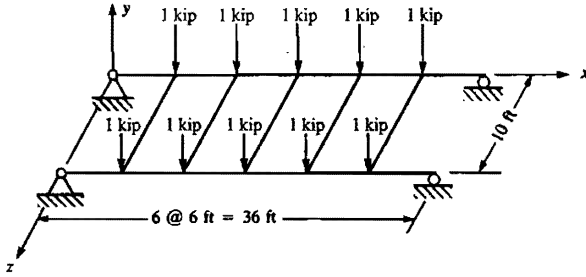 y
1 kip 1 kip 1 kip 1 kip 1 kip
x
1 kip 1 kip 1 kip 1 kip 1 kip
10 ft
6 @ 6 ft = 36 ft
z